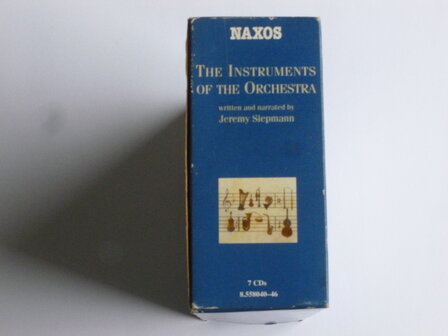 NAXOS
THE INSTRUMENTS
OF THE ORCHESTRA
written and narrated by
Jeremy Siepmann
7 CDs
8.558040–46